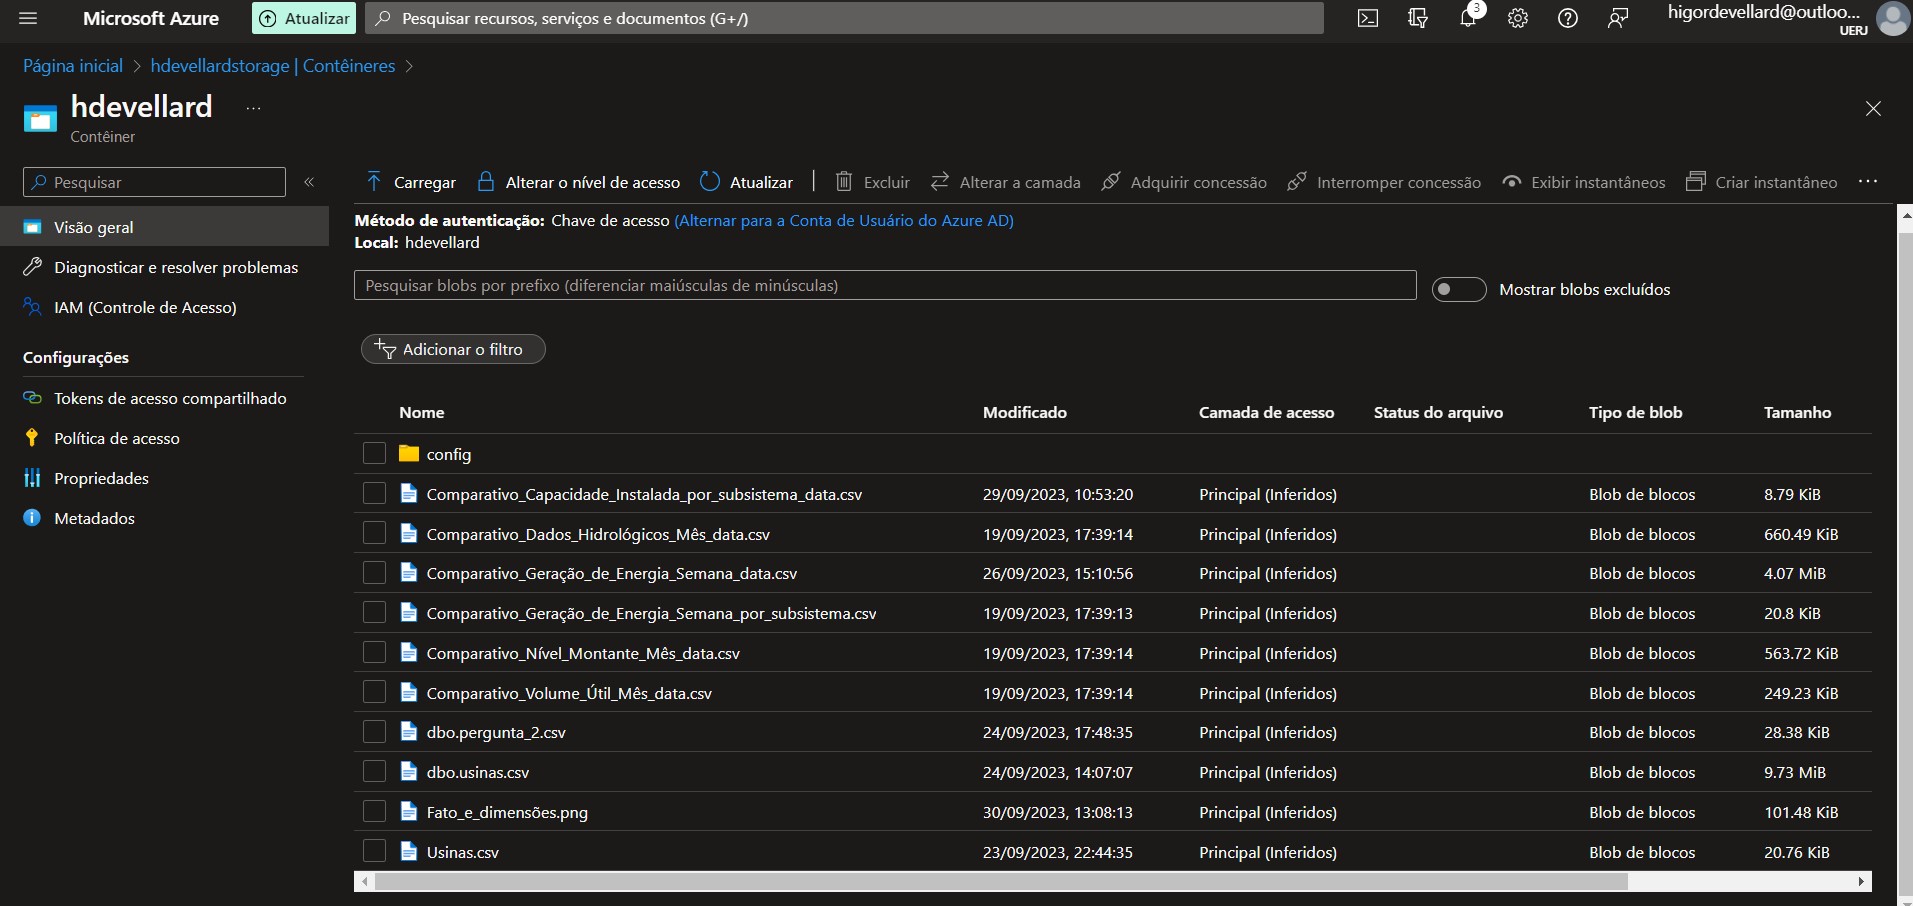 Microsoft Azure
Atualizar
Pesquisar recursos, serviços e documentos (G+/)
3
higordevellard@outloo...
UERJ
Página inicial > hdevellardstorage | Contêineres >
hdevellard ...
Contêiner
Pesquisar
«
Carregar
Alterar o nível de acesso
Atualizar
Excluir
Alterar a camada
Adquirir concessão
Interromper concessão
Exibir instantâneos
Criar instantâneo
...
Visão geral
Diagnosticar e resolver problemas
IAM (Controle de Acesso)
Configurações
Tokens de acesso compartilhado
Política de acesso
Propriedades
Metadados
Método de autenticação: Chave de acesso (Alternar para a Conta de Usuário do Azure AD)
Local: hdevellard
Pesquisar blobs por prefixo (diferenciar maiúsculas de minúsculas)
Mostrar blobs excluídos
Adicionar o filtro
Nome Modificado Camada de acesso Status do arquivo Tipo de blob Tamanho
config
Comparativo_Capacidade_Instalada_por_subsistema_data.csv 29/09/2023, 10:53:20 Principal (Inferidos) Blob de blocos 8.79 KiB
Comparativo_Dados_Hidrológicos_Mês_data.csv 19/09/2023, 17:39:14 Principal (Inferidos) Blob de blocos 660.49 KiB
Comparativo_Geração_de_Energia_Semana_data.csv 26/09/2023, 15:10:56 Principal (Inferidos) Blob de blocos 4.07 MiB
Comparativo_Geração_de_Energia_Semana_por_subsistema.csv 19/09/2023, 17:39:13 Principal (Inferidos) Blob de blocos 20.8 KiB
Comparativo_Nível_Montante_Mês_data.csv 19/09/2023, 17:39:14 Principal (Inferidos) Blob de blocos 563.72 KiB
Comparativo_Volume_Útil_Mês_data.csv 19/09/2023, 17:39:14 Principal (Inferidos) Blob de blocos 249.23 KiB
dbo.pergunta_2.csv 24/09/2023, 17:48:35 Principal (Inferidos) Blob de blocos 28.38 KiB
dbo.usinas.csv 24/09/2023, 14:07:07 Principal (Inferidos) Blob de blocos 9.73 MiB
Fato_e_dimensões.png 30/09/2023, 13:08:13 Principal (Inferidos) Blob de blocos 101.48 KiB
Usinas.csv 23/09/2023, 22:44:35 Principal (Inferidos) Blob de blocos 20.76 KiB